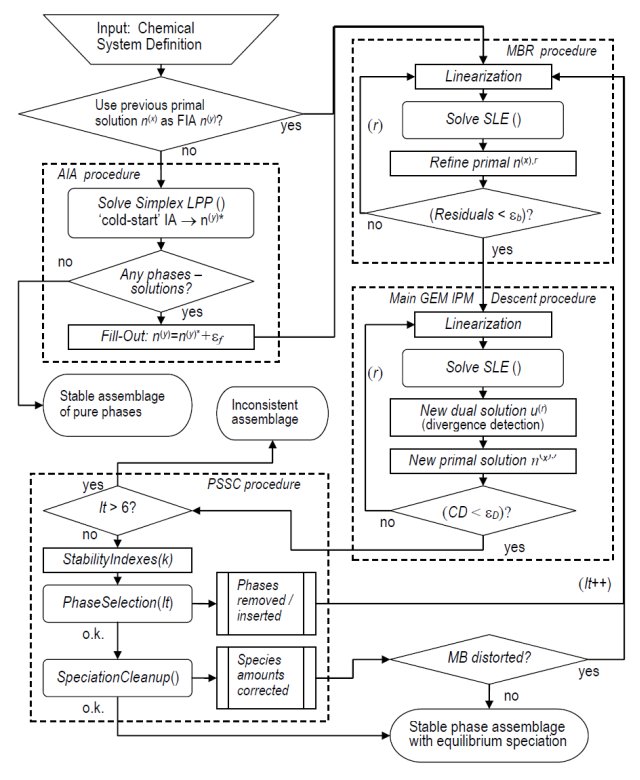 Input: Chemical
System Definition
Use previous primal
solution n(x) as FIA n(y)?
yes
no
AIA procedure
Solve Simplex LPP ()
'cold-start' IA → n(y)*
no
Any phases –
solutions?
yes
Fill-Out: n(y)=n(y)*+εf
Stable assemblage
of pure phases
Inconsistent
assemblage
MBR procedure
Linearization
(r)
Solve SLE ()
Refine primal n(x),r
(Residuals < εb)?
no
yes
Main GEM IPM Descent procedure
Linearization
(r)
Solve SLE ()
New dual solution u(r)
(divergence detection)
New primal solution n(x),r
(CD < εD)?
no
yes
PSSC procedure
yes
It > 6?
no
StabilityIndexes(k)
PhaseSelection(It)
Phases
removed /
inserted
(It++)
o.k.
SpeciationCleanup()
Species
amounts
corrected
o.k.
MB distorted?
yes
no
Stable phase assemblage
with equilibrium speciation